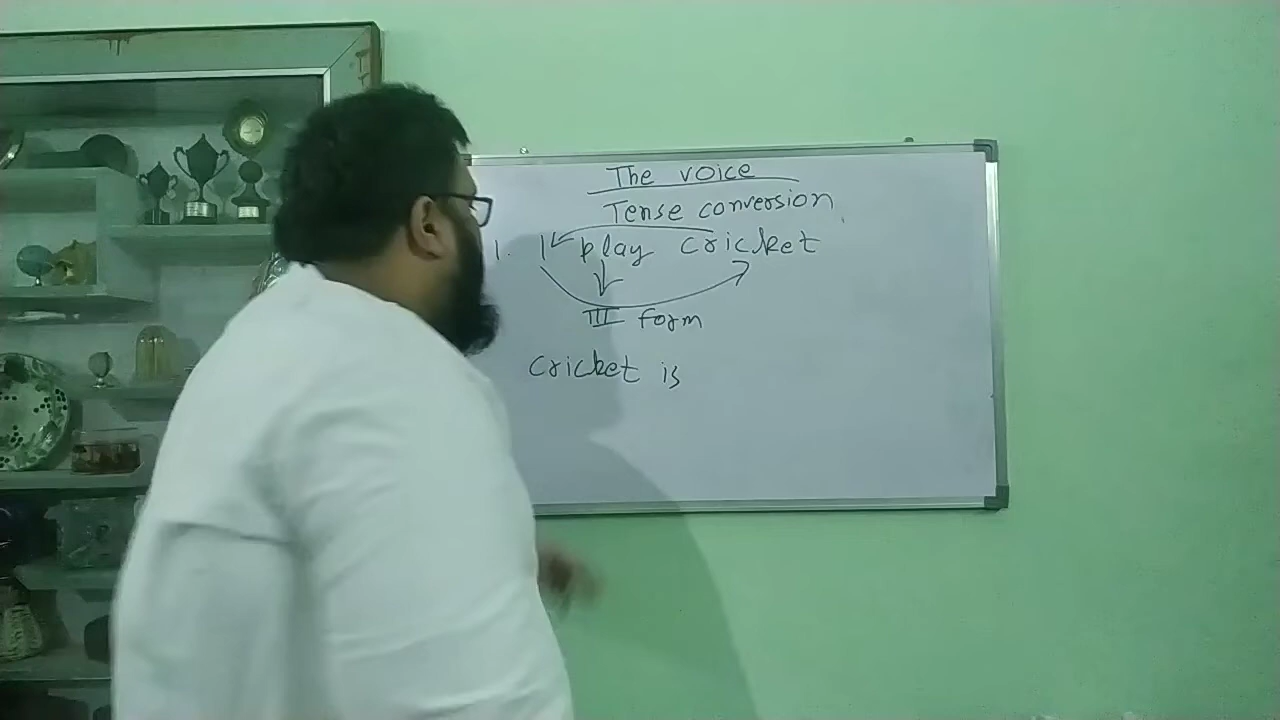 The voice
Tense conversion
1. I play cricket
III form
cricket is